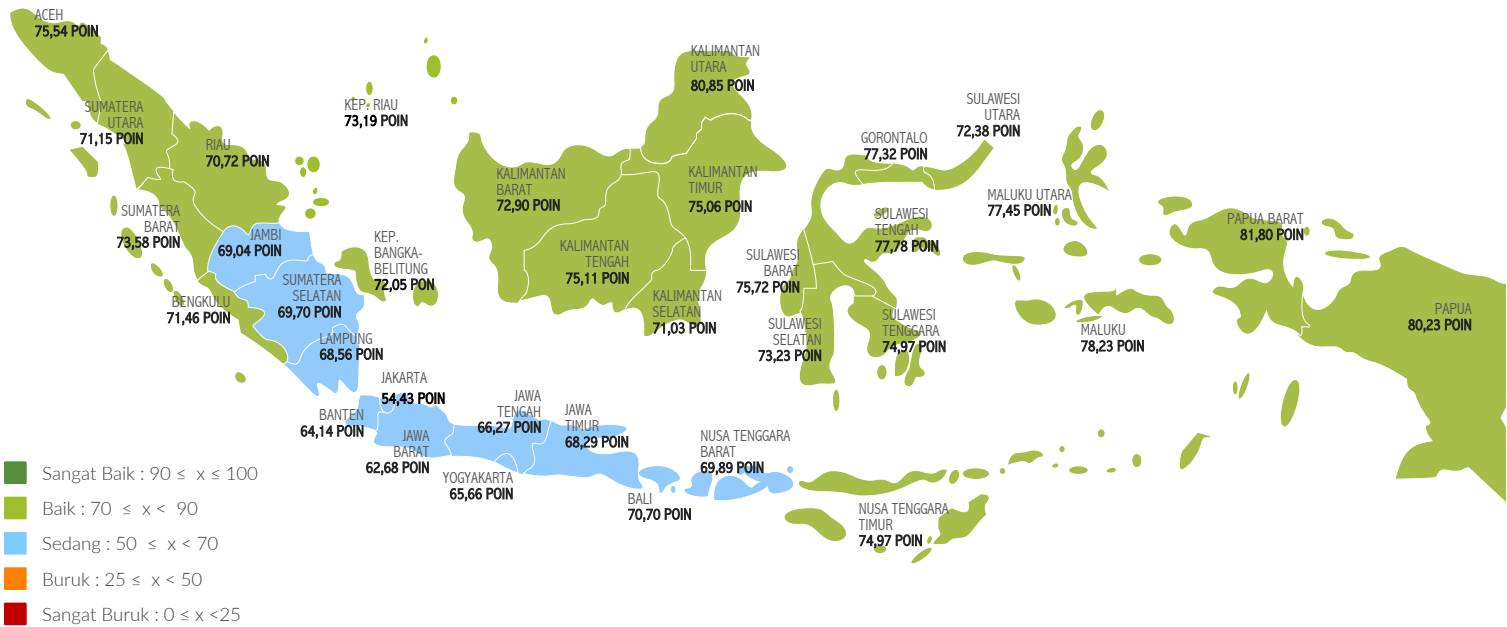 ACEH
75,54 POIN
SUMATERA
UTARA
71,15 POIN
RIAU
70,72 POIN
KEP. RIAU
73,19 POIN
SUMATERA
BARAT
73,58 POIN
JAMBI
69,04 POIN
KEP.
BANGKA-
BELITUNG
72,05 PON
SUMATERA
SELATAN
69,70 POIN
BENGKULU
71,46 POIN
LAMPUNG
68,56 POIN
JAKARTA
54,43 POIN
BANTEN
64,14 POIN
JAWA
BARAT
62,68 POIN
JAWA
TENGAH
66,27 POIN
YOGYAKARTA
65,66 POIN
JAWA
TIMUR
68,29 POIN
BALI
70,70 POIN
NUSA TENGGARA
BARAT
69,89 POIN
NUSA TENGGARA
TIMUR
74,97 POIN
KALIMANTAN
UTARA
80,85 POIN
KALIMANTAN
BARAT
72,90 POIN
KALIMANTAN
TIMUR
75,06 POIN
KALIMANTAN
TENGAH
75,11 POIN
KALIMANTAN
SELATAN
71,03 POIN
SULAWESI
UTARA
72,38 POIN
GORONTALO
77,32 POIN
SULAWESI
TENGAH
77,78 POIN
SULAWESI
BARAT
75,72 POIN
SULAWESI
SELATAN
73,23 POIN
SULAWESI
TENGGARA
74,97 POIN
MALUKU UTARA
77,45 POIN
MALUKU
78,23 POIN
PAPUA BARAT
81,80 POIN
PAPUA
80,23 POIN
Sangat Baik : 90 ≤ x ≤ 100
Baik : 70 ≤ x < 90
Sedang : 50 ≤ x < 70
Buruk : 25 ≤ x < 50
Sangat Buruk : 0 ≤ x <25